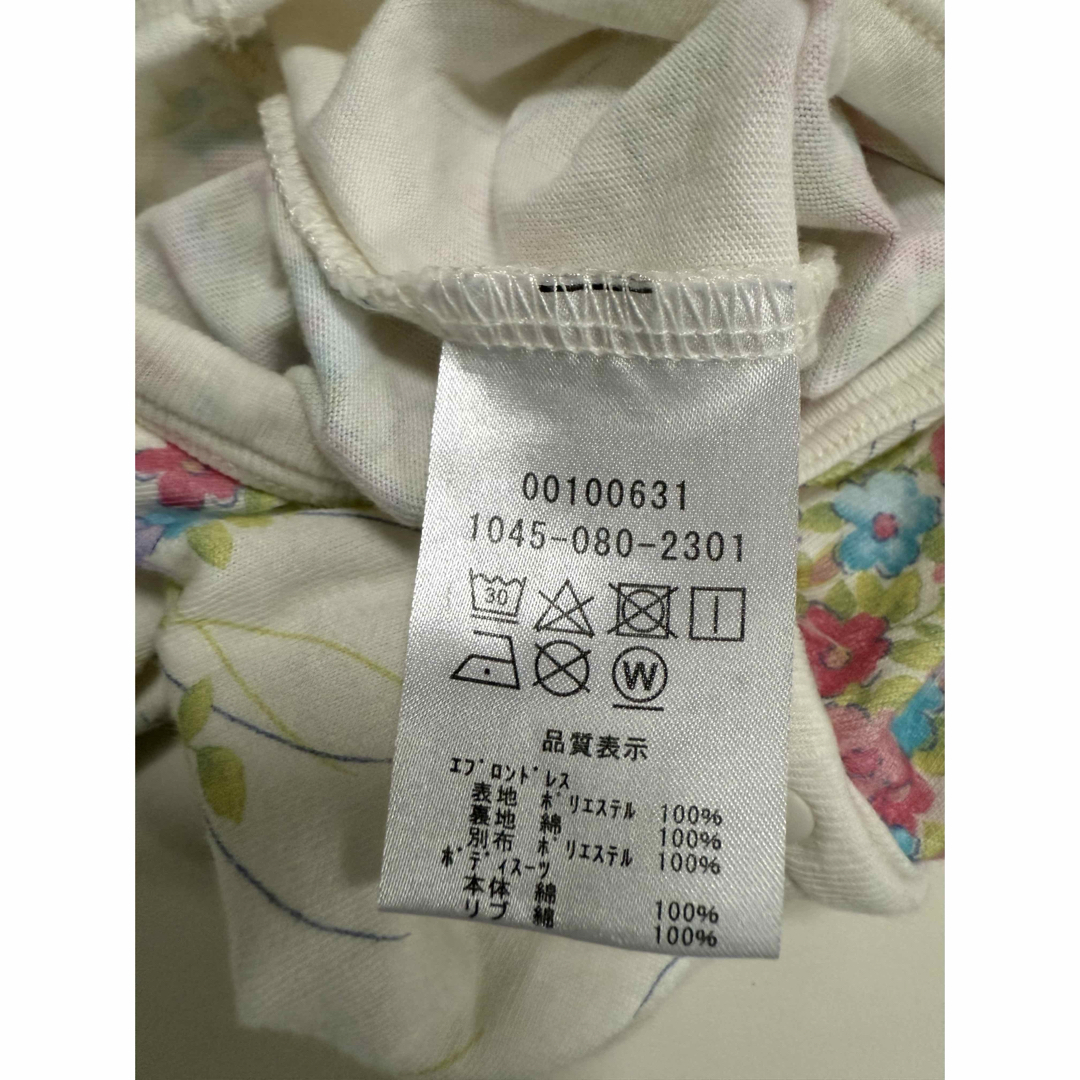 00100631
1045-080-2301
30
W
品質表示
ｴﾌﾟﾛﾝﾄﾞﾚｽ
表地 ﾎﾟﾘｴｽﾃﾙ 100%
裏地 綿 100%
別布 ﾎﾟﾘｴｽﾃﾙ 100%
ﾎﾞﾃﾞｨｽｰﾂ
本体 綿 100%
リブ 綿 100%